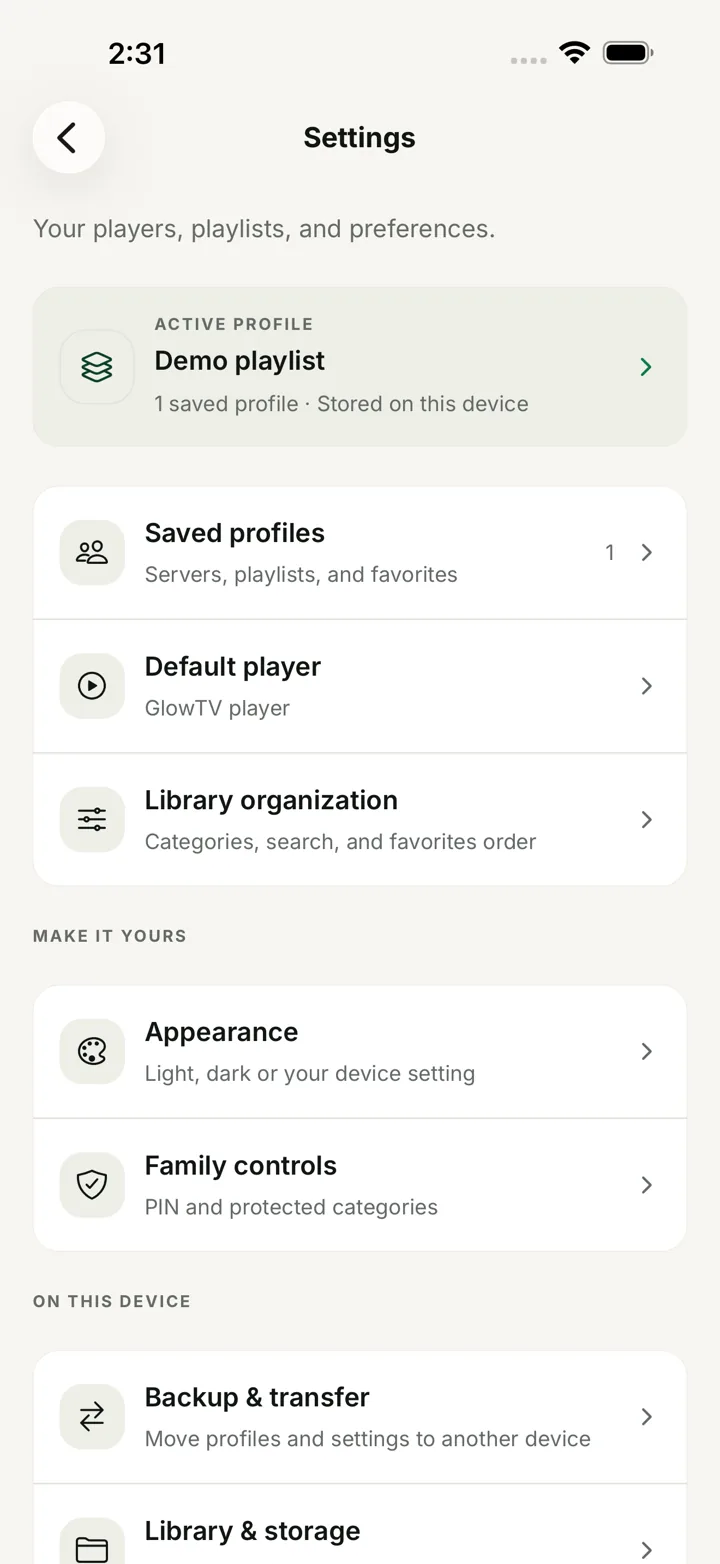 2:31
Settings
Your players, playlists, and preferences.
ACTIVE PROFILE
Demo playlist
1 saved profile · Stored on this device
Saved profiles
Servers, playlists, and favorites
1
Default player
GlowTV player
Library organization
Categories, search, and favorites order
MAKE IT YOURS
Appearance
Light, dark or your device setting
Family controls
PIN and protected categories
ON THIS DEVICE
Backup & transfer
Move profiles and settings to another device
Library & storage